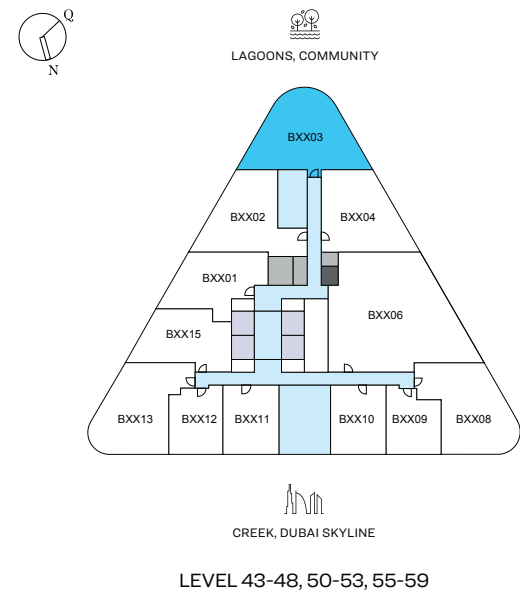 Q
N
LAGOONS, COMMUNITY
BXX03
BXX02 BXX04
BXX01
BXX06
BXX15
BXX13 BXX12 BXX11 BXX10 BXX09 BXX08
CREEK, DUBAI SKYLINE
LEVEL 43-48, 50-53, 55-59